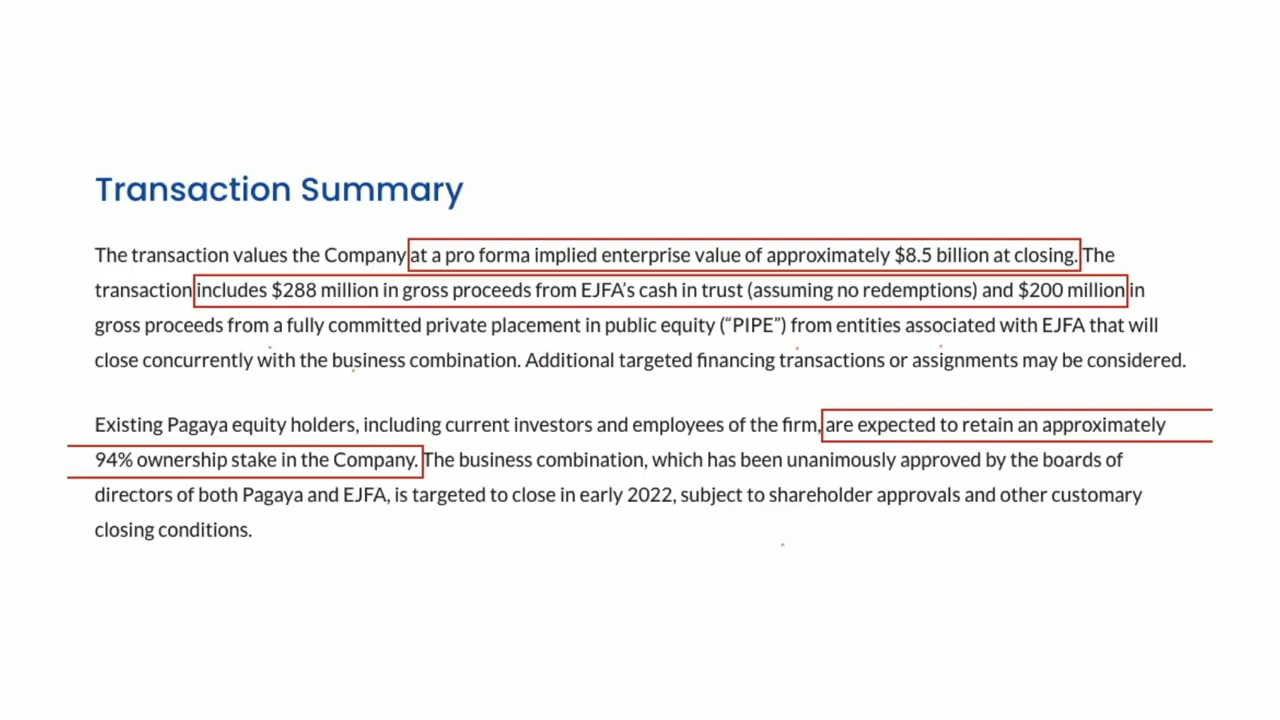 Transaction Summary
The transaction values the Company at a pro forma implied enterprise value of approximately $8.5 billion at closing. The
transaction includes $288 million in gross proceeds from EJFA’s cash in trust (assuming no redemptions) and $200 million in
gross proceeds from a fully committed private placement in public equity (“PIPE”) from entities associated with EJFA that will
close concurrently with the business combination. Additional targeted financing transactions or assignments may be considered.
Existing Pagaya equity holders, including current investors and employees of the firm, are expected to retain an approximately
94% ownership stake in the Company. The business combination, which has been unanimously approved by the boards of
directors of both Pagaya and EJFA, is targeted to close in early 2022, subject to shareholder approvals and other customary
closing conditions.